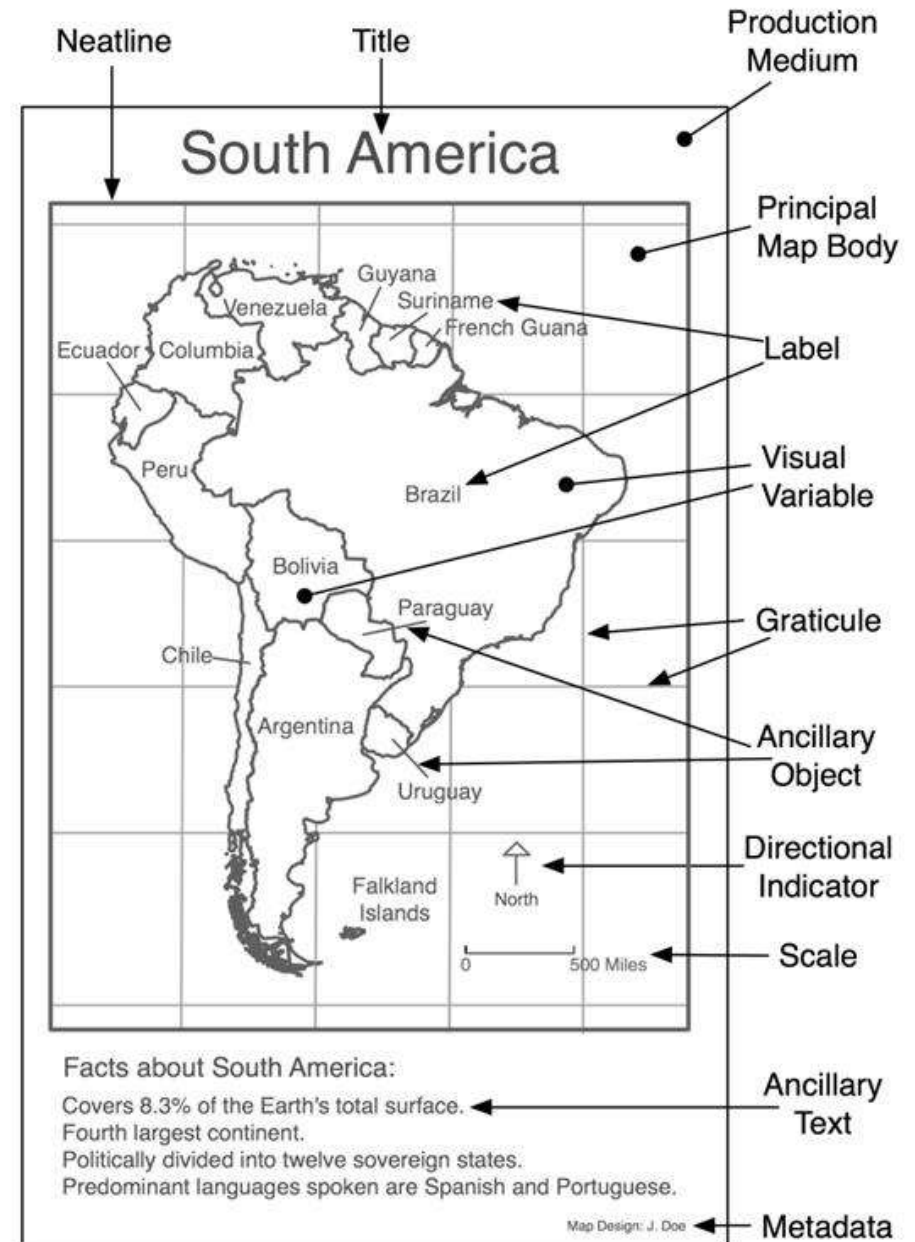 Neatline
Title
Production
Medium
South America
Principal
Map Body
Guyana
Suriname
Venezuela
French Guana
Label
Ecuador
Columbia
Visual
Variable
Peru
Brazil
Bolivia
Paraguay
Graticule
Chile
Argentina
Ancillary
Object
Uruguay
Directional
Indicator
Falkland
Islands
North
0
500 Miles
Scale
Facts about South America:
Covers 8.3% of the Earth's total surface.
Fourth largest continent.
Politically divided into twelve sovereign states.
Predominant languages spoken are Spanish and Portuguese.
Ancillary
Text
Map Design: J. Doe
Metadata